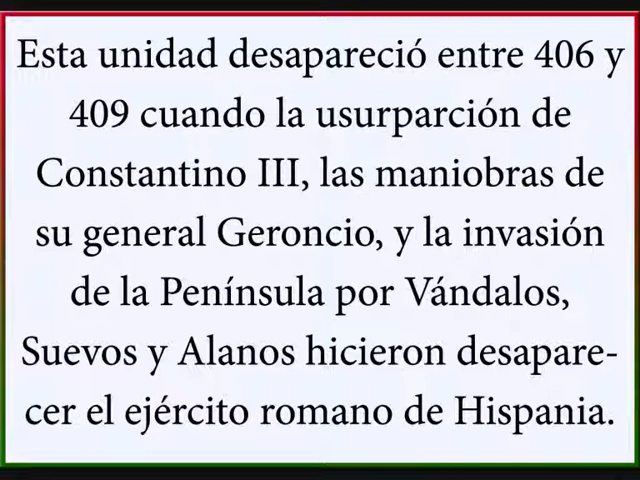 Esta unidad desapareció entre 406 y
409 cuando la usurparción de
Constantino III, las maniobras de
su general Geroncio, y la invasión
de la Península por Vándalos,
Suevos y Alanos hicieron desapare-
cer el ejército romano de Hispania.